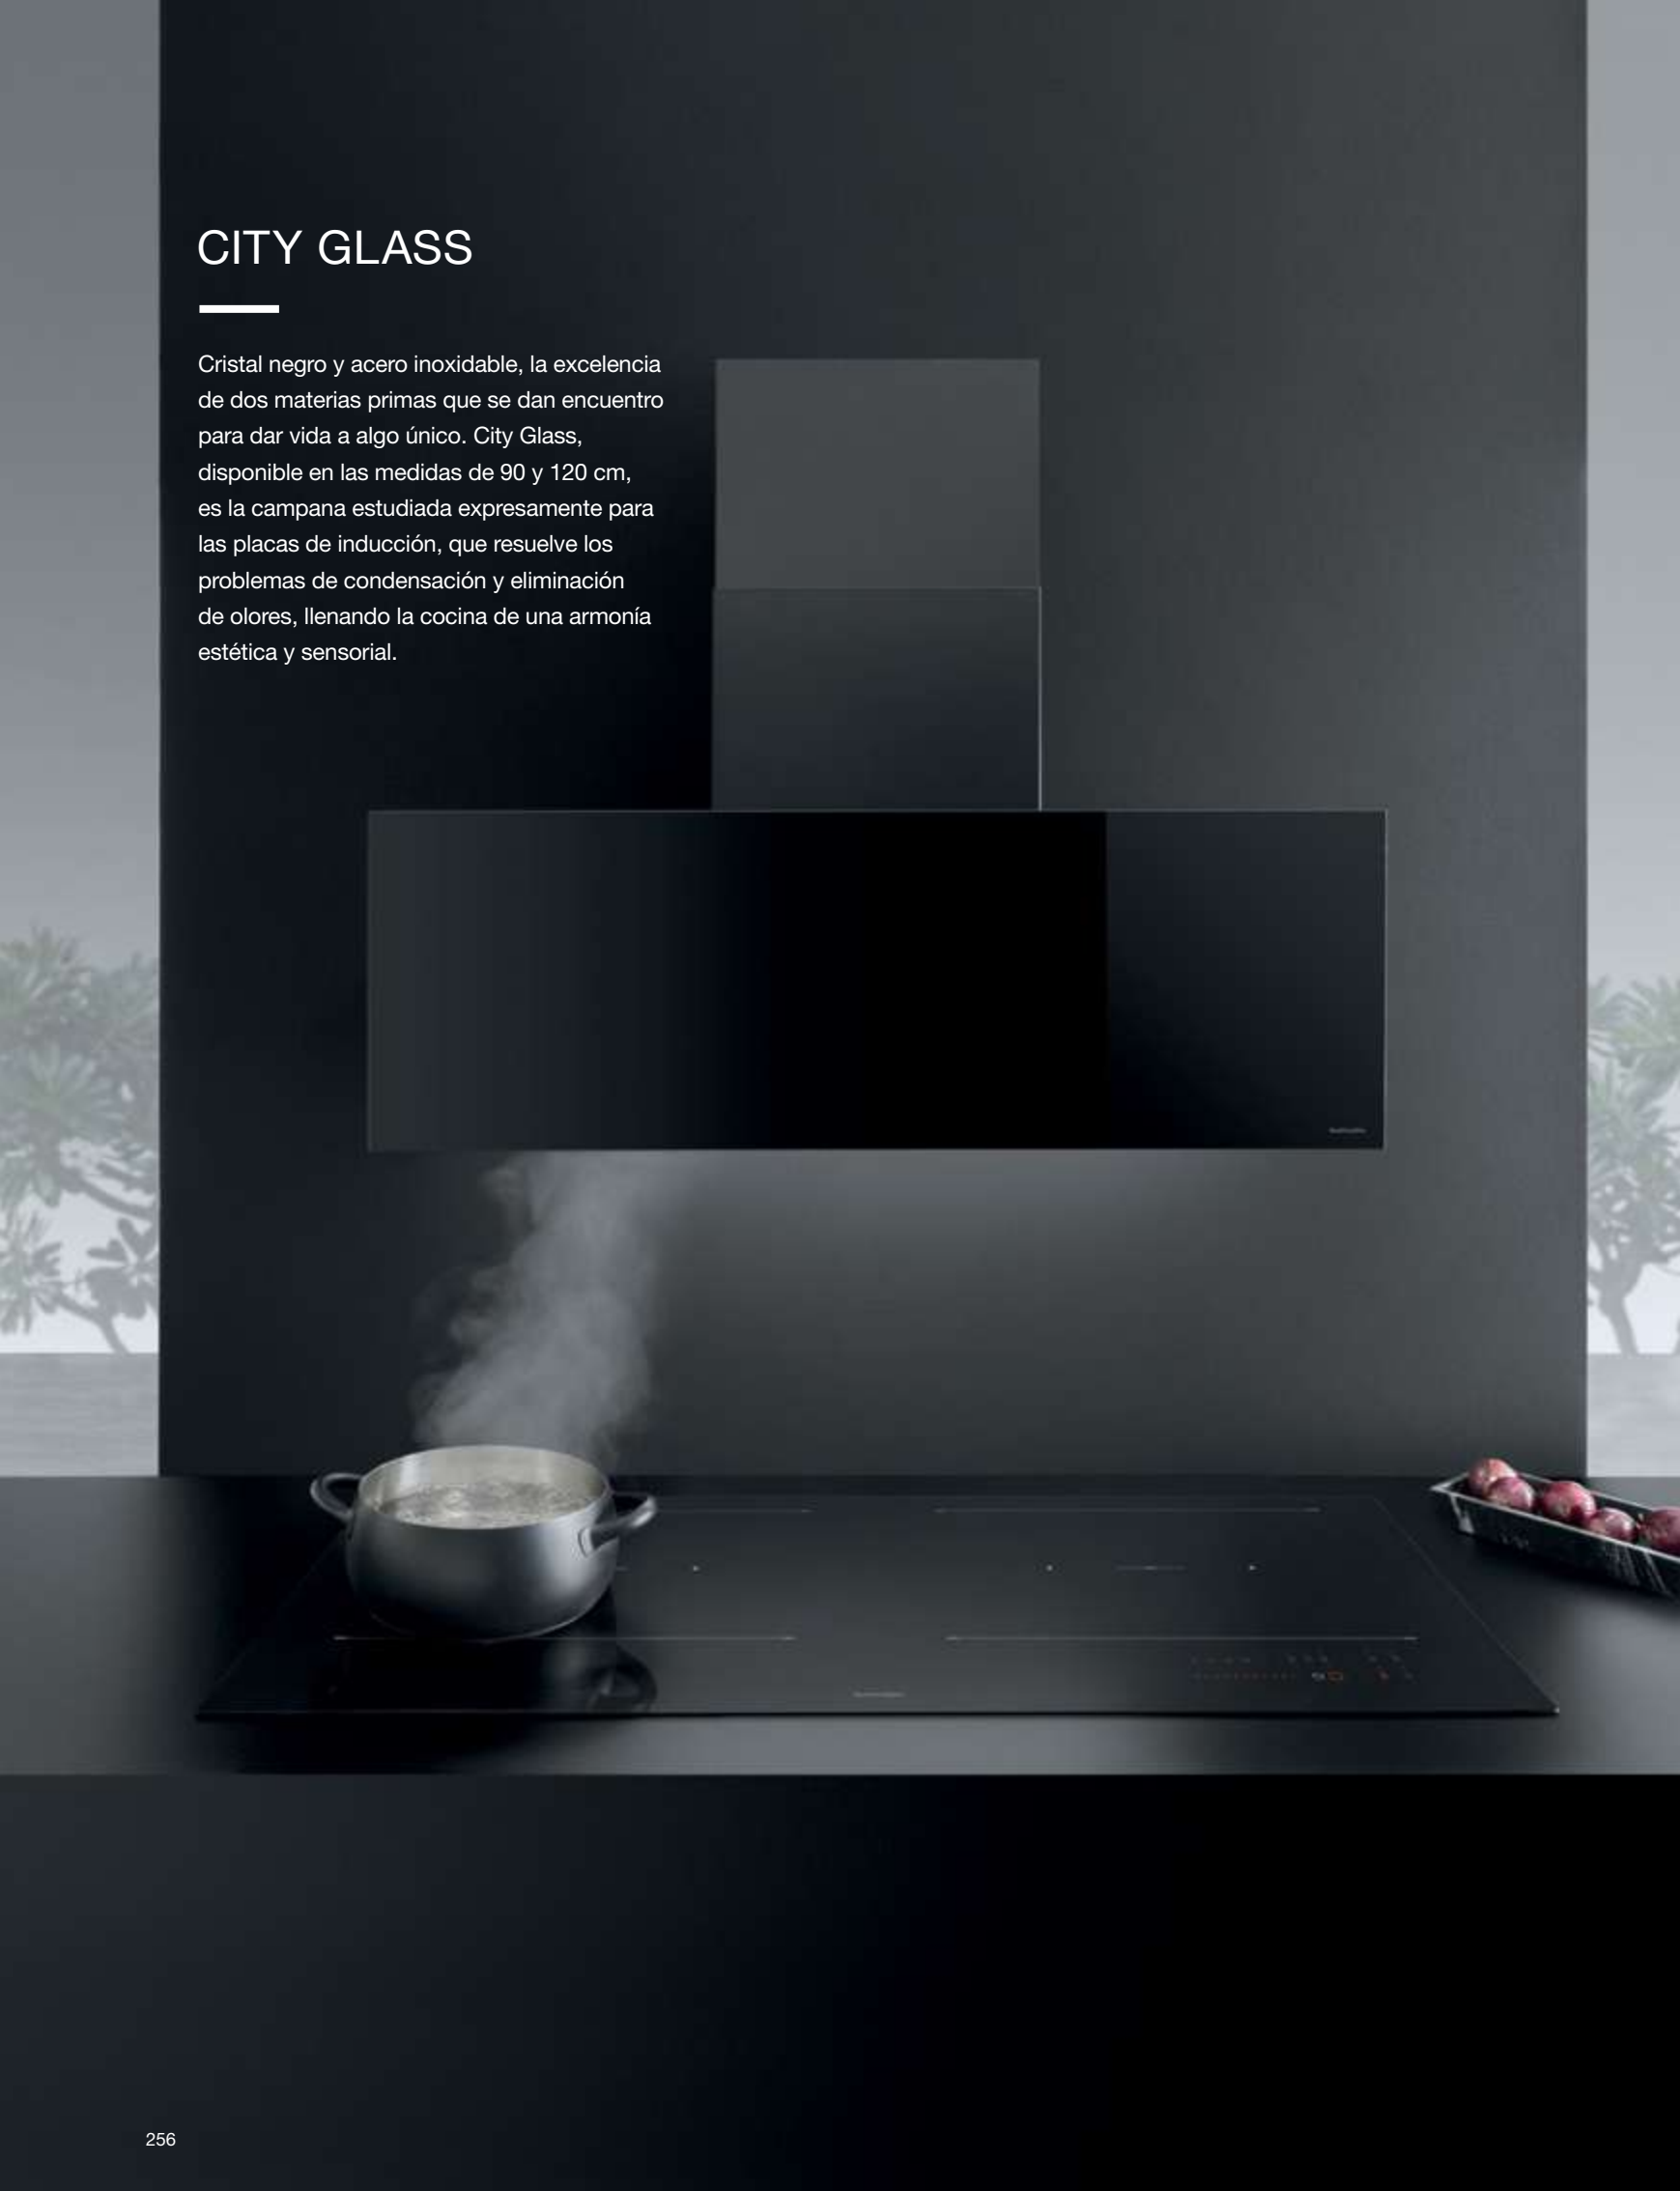 CITY GLASS
Cristal negro y acero inoxidable, la excelencia
de dos materias primas que se dan encuentro
para dar vida a algo único. City Glass,
disponible en las medidas de 90 y 120 cm,
es la campana estudiada expresamente para
las placas de inducción, que resuelve los
problemas de condensación y eliminación
de olores, llenando la cocina de una armonía
estética y sensorial.
256